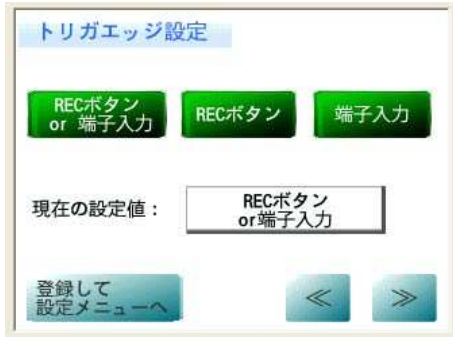 トリガエッジ設定
RECボタン
or 端子入力
RECボタン
端子入力
現在の設定値：
RECボタン
or端子入力
登録して
設定メニューへ
≪
≫